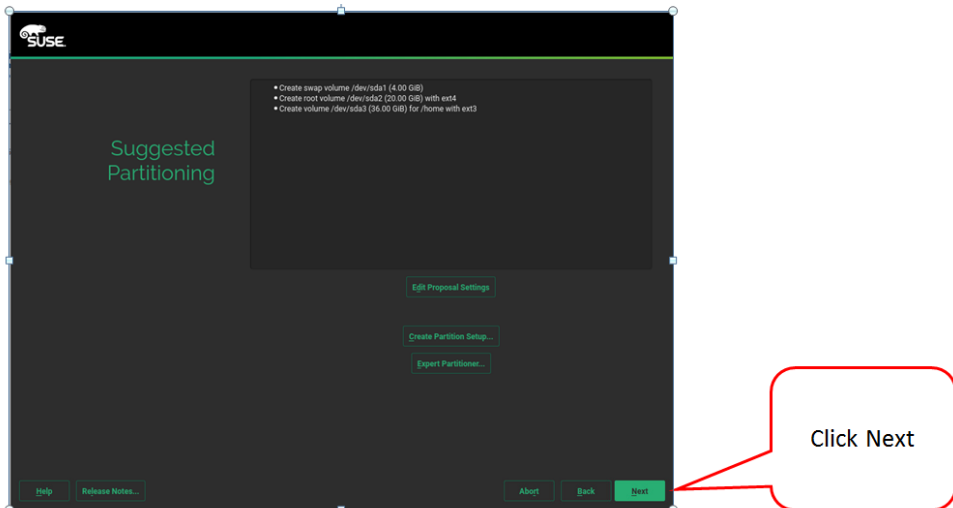 SUSE
Create swap volume /dev/sda1 (4.00 GiB)
Create root volume /dev/sda2 (20.00 GiB) with ext4
Create volume /dev/sda3 (36.00 GiB) for /home with ext3
Suggested
Partitioning
Edit Proposal Settings
Create Partition Setup...
Expert Partitioner...
Click Next
Help Release Notes... Abort Back Next